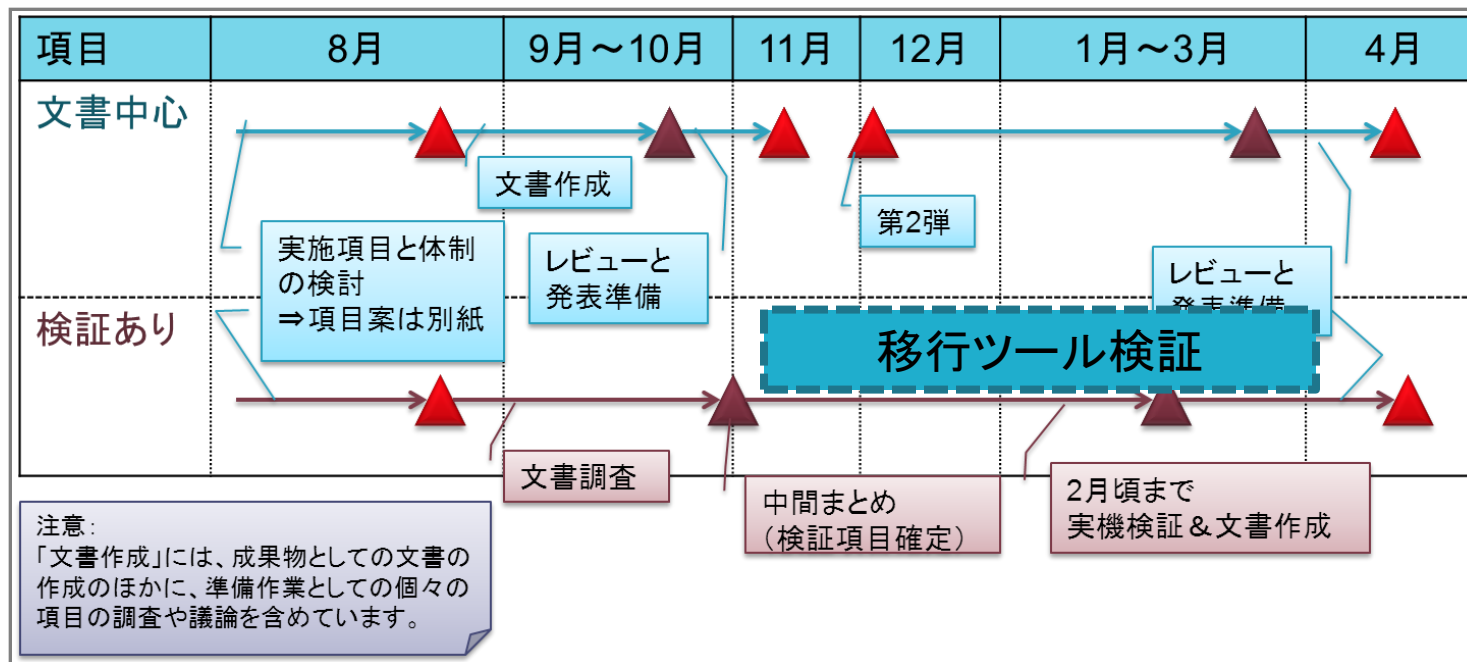 項目
8月
9月~10月
11月
12月
1月~3月
4月
文書中心
文書作成
第2弾
実施項目と体制
の検討
⇒項目案は別紙
レビューと
発表準備
レビューと
発表準備
検証あり
移行ツール検証
文書調査
中間まとめ
(検証項目確定)
2月頃まで
実機検証&文書作成
注意:
「文書作成」には、成果物としての文書の
作成のほかに、準備作業としての個々の
項目の調査や議論を含めています。